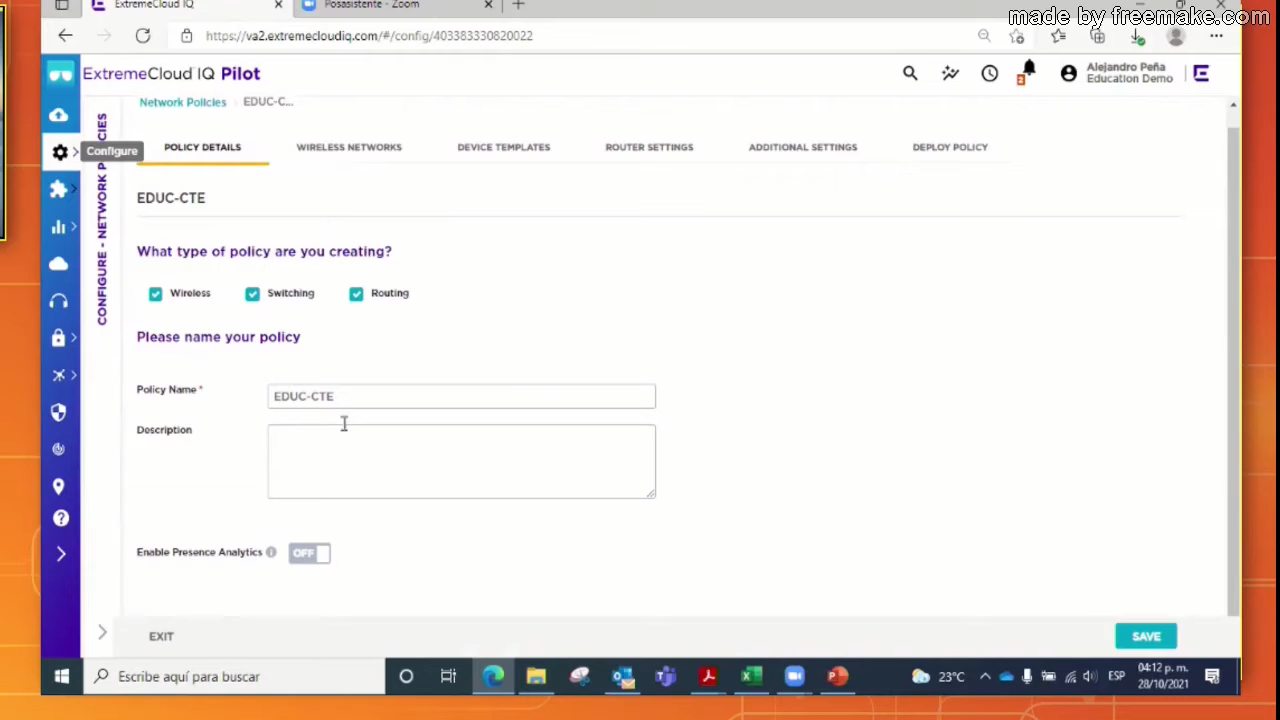 made by freemake.com
ExtremeCloud IQ
Posasistente - Zoom
https://va2.extremecloudiq.com/#/config/403383330820022
ExtremeCloud IQ Pilot
Alejandro Peña
Education Demo
Network Policies
EDUC-C...
Configure
CONFIGURE - NETWORK POLICIES
POLICY DETAILS
WIRELESS NETWORKS
DEVICE TEMPLATES
ROUTER SETTINGS
ADDITIONAL SETTINGS
DEPLOY POLICY
EDUC-CTE
What type of policy are you creating?
Wireless
Switching
Routing
Please name your policy
Policy Name *
EDUC-CTE
Description
Enable Presence Analytics
OFF
EXIT
SAVE
Escribe aquí para buscar
23°C
ESP
04:12 p. m.
28/10/2021